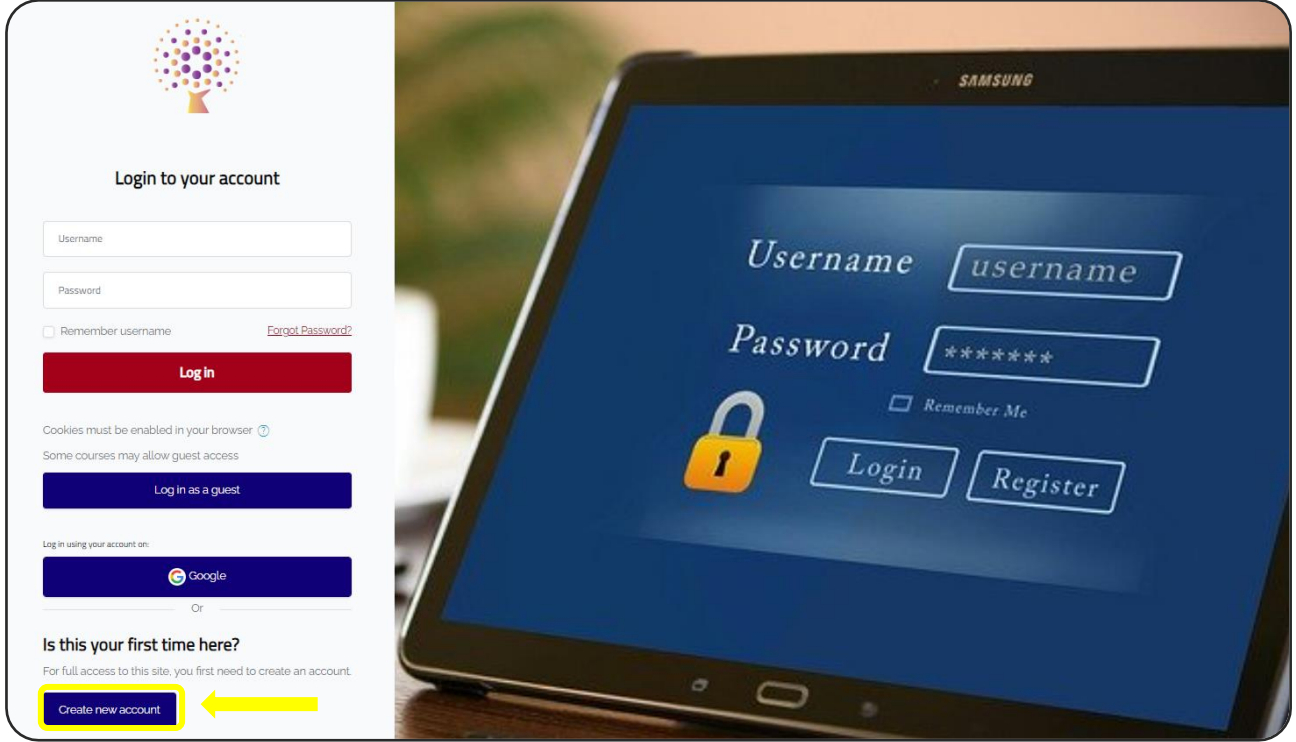 Login to your account
Username
Password
Remember username Forgot Password?
Log in
Cookies must be enabled in your browser ?
Some courses may allow guest access
Log in as a guest
Log in using your account on:
Google
Or
Is this your first time here?
For full access to this site, you first need to create an account.
Create new account
SAMSUNG
Username username
Password *******
Remember Me
Login Register